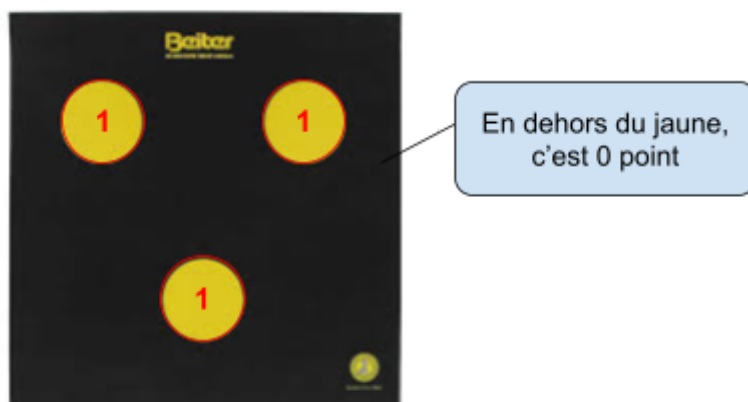 Beiter
1 1
En dehors du jaune,
c'est 0 point
1